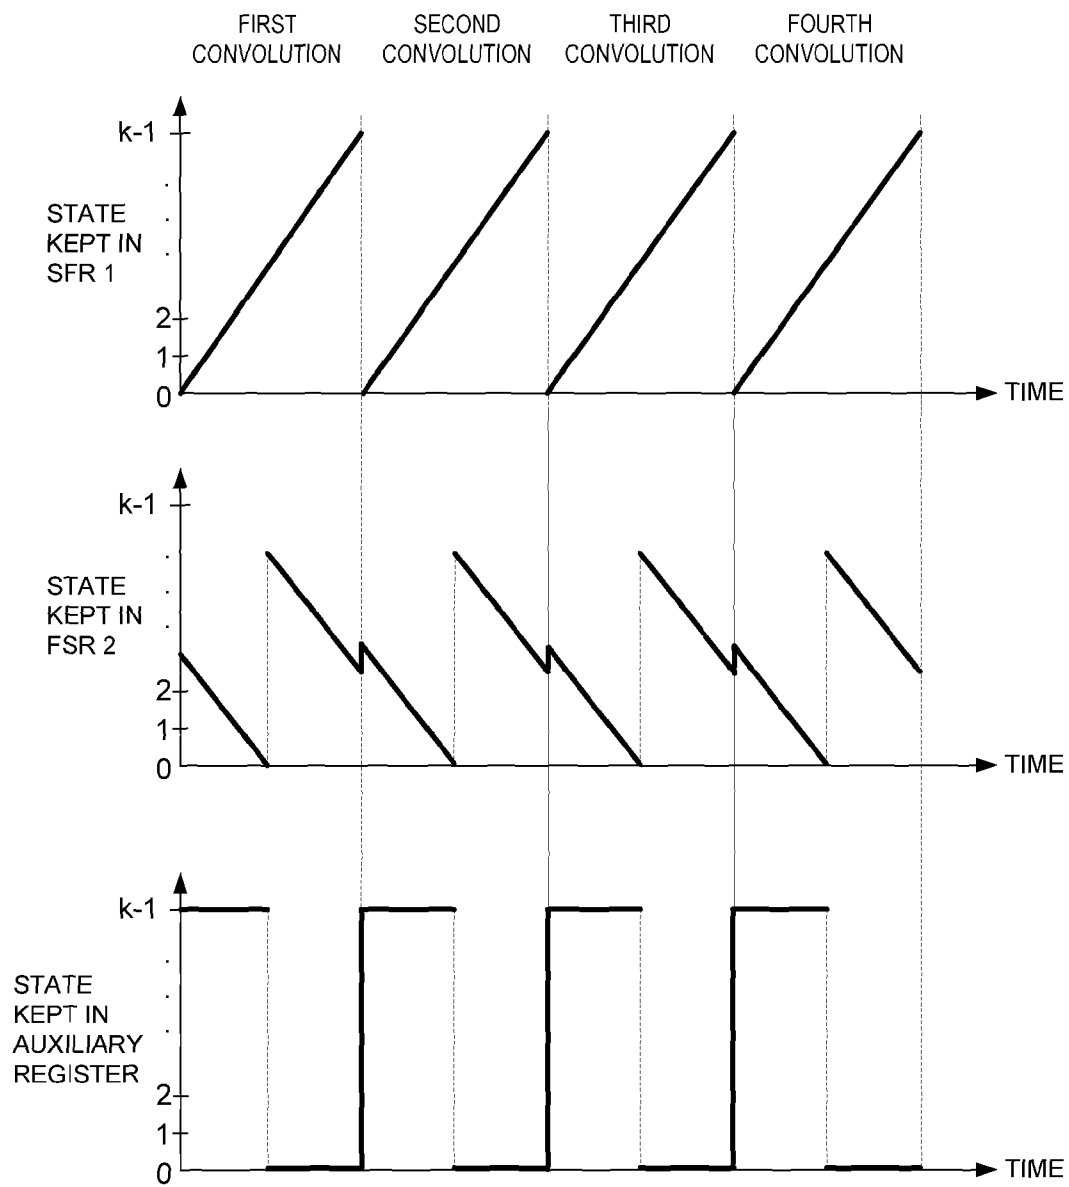 FIRST CONVOLUTION
SECOND CONVOLUTION
THIRD CONVOLUTION
FOURTH CONVOLUTION
k-1
STATE
KEPT IN
SFR 1
2
1
0
TIME
k-1
STATE
KEPT IN
FSR 2
2
1
0
TIME
k-1
STATE
KEPT IN
AUXILIARY
REGISTER
2
1
0
TIME